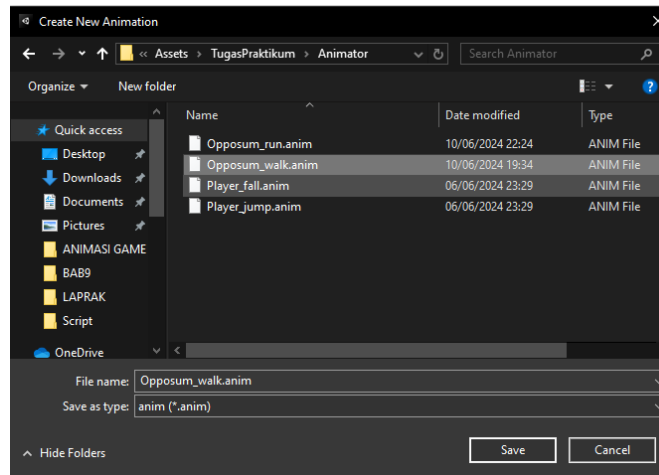 Create New Animation
« Assets > TugasPraktikum > Animator
Search Animator
Organize
New folder
Quick access
Desktop
Downloads
Documents
Pictures
ANIMASI GAME
BAB9
LAPRAK
Script
OneDrive
Name Date modified Type
Opposum_run.anim 10/06/2024 22:24 ANIM File
Opposum_walk.anim 10/06/2024 19:34 ANIM File
Player_fall.anim 06/06/2024 23:29 ANIM File
Player_jump.anim 06/06/2024 23:29 ANIM File
File name: Opposum_walk.anim
Save as type: anim (*.anim)
Hide Folders
Save
Cancel